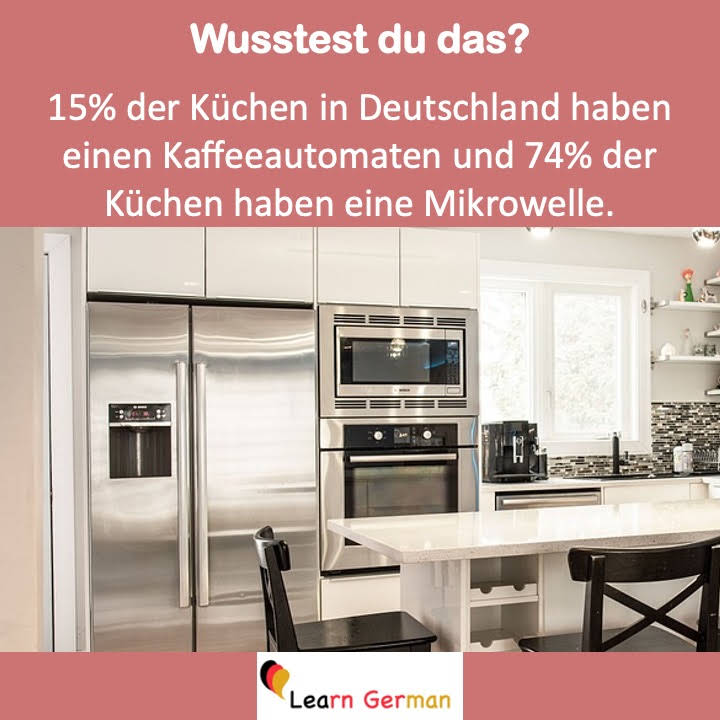 Wusstest du das?
15% der Küchen in Deutschland haben
einen Kaffeeautomaten und 74% der
Küchen haben eine Mikrowelle.
Learn German